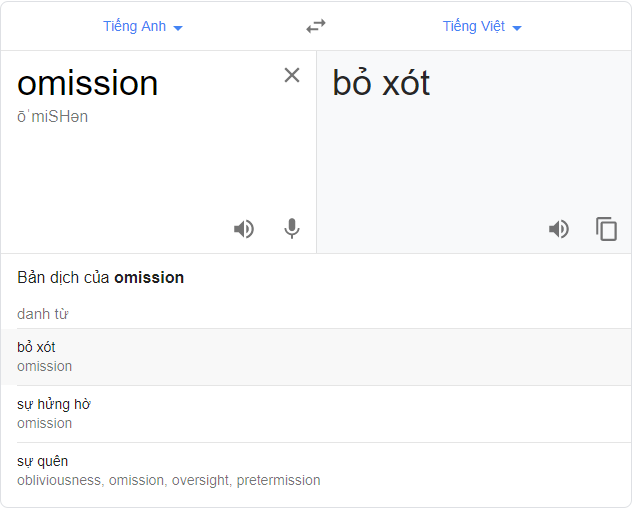 Tiếng Anh
Tiếng Việt
omission
ōˈmiSHən
bỏ xót
Bản dịch của omission
danh từ
bỏ xót
omission
sự hửng hờ
omission
sự quên
obliviousness, omission, oversight, pretermission